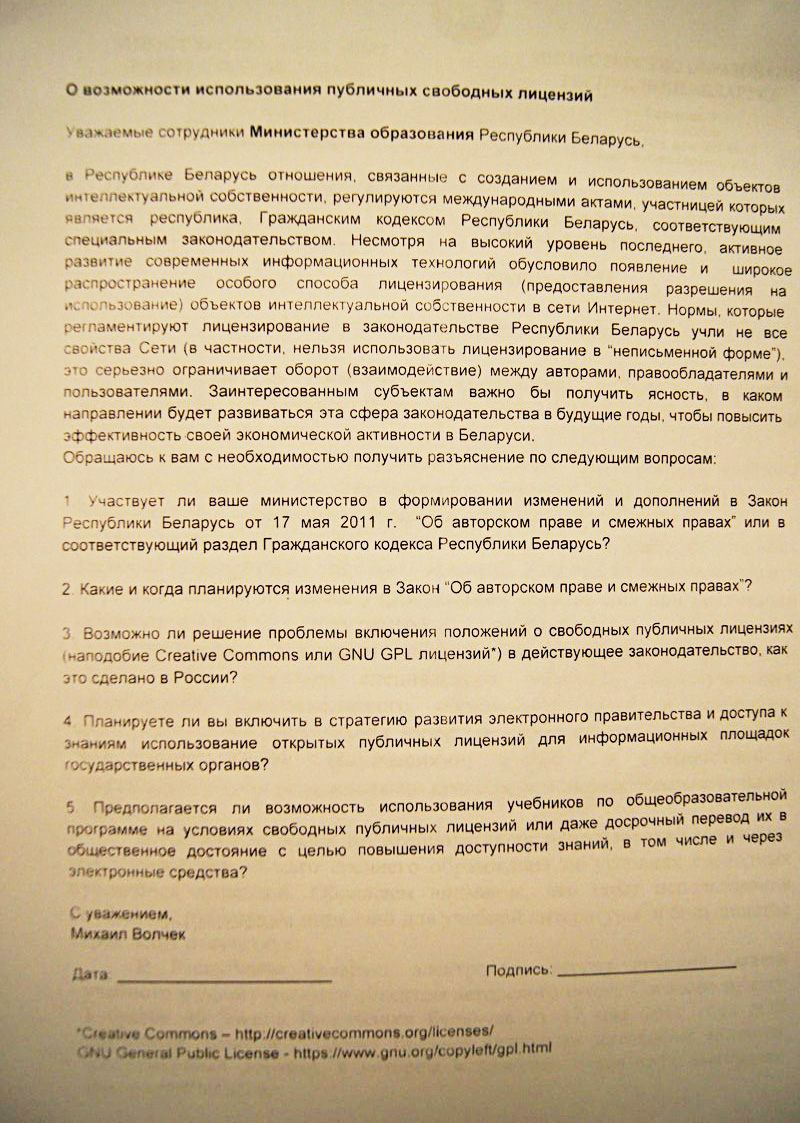 О возможности использования публичных свободных лицензий
Уважаемые сотрудники Министерства образования Республики Беларусь,
в Республике Беларусь отношения, связанные с созданием и использованием объектов
интеллектуальной собственности, регулируются международными актами, участницей которых
является республика, Гражданским кодексом Республики Беларусь, соответствующим
специальным законодательством. Несмотря на высокий уровень последнего, активное
развитие современных информационных технологий обусловило появление и широкое
распространение особого способа лицензирования (предоставления разрешения на
использование) объектов интеллектуальной собственности в сети Интернет. Нормы, которые
регламентируют лицензирование в законодательстве Республики Беларусь учли не все
свойства Сети (в частности, нельзя использовать лицензирование в "неписьменной форме"),
это серьезно ограничивает оборот (взаимодействие) между авторами, правообладателями и
пользователями. Заинтересованным субъектам важно бы получить ясность, в каком
направлении будет развиваться эта сфера законодательства в будущие годы, чтобы повысить
эффективность своей экономической активности в Беларуси.
Обращаюсь к вам с необходимостью получить разъяснение по следующим вопросам:
1 Участвует ли ваше министерство в формировании изменений и дополнений в Закон
Республики Беларусь от 17 мая 2011 г. "Об авторском праве и смежных правах" или в
соответствующий раздел Гражданского кодекса Республики Беларусь?
2. Какие и когда планируются изменения в Закон "Об авторском праве и смежных правах"?
3 Возможно ли решение проблемы включения положений о свободных публичных лицензиях
(наподобие Creative Commons или GNU GPL лицензий*) в действующее законодательство, как
это сделано в России?
4 Планируете ли вы включить в стратегию развития электронного правительства и доступа к
знаниям использование открытых публичных лицензий для информационных площадок
государственных органов?
5 Предполагается ли возможность использования учебников по общеобразовательной
программе на условиях свободных публичных лицензий или даже досрочный перевод их в
общественное достояние с целью повышения доступности знаний, в том числе и через
электронные средства?
С уважением,
Михаил Волчек
Дата Подпись:
*Creative Commons – http://creativecommons.org/licenses/
GNU General Public License - https://www.gnu.org/copyleft/gpl.html